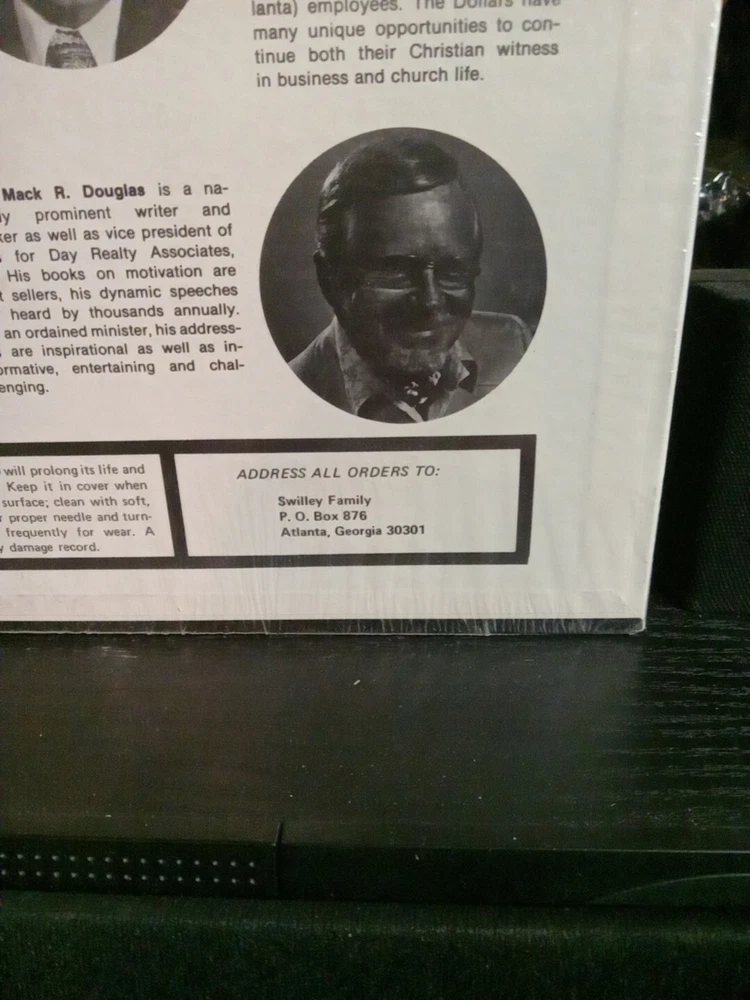 lanta) employees. The Dollars have
many unique opportunities to con-
tinue both their Christian witness
in business and church life.
Mack R. Douglas is a na-
prominent writer and
as well as vice president of
for Day Realty Associates,
His books on motivation are
sellers, his dynamic speeches
heard by thousands annually.
an ordained minister, his address-
are inspirational as well as in-
ormative, entertaining and chal-
enging.
will prolong its life and
Keep it in cover when
surface; clean with soft,
proper needle and turn-
frequently for wear. A
damage record.
ADDRESS ALL ORDERS TO:
Swilley Family
P. O. Box 876
Atlanta, Georgia 30301